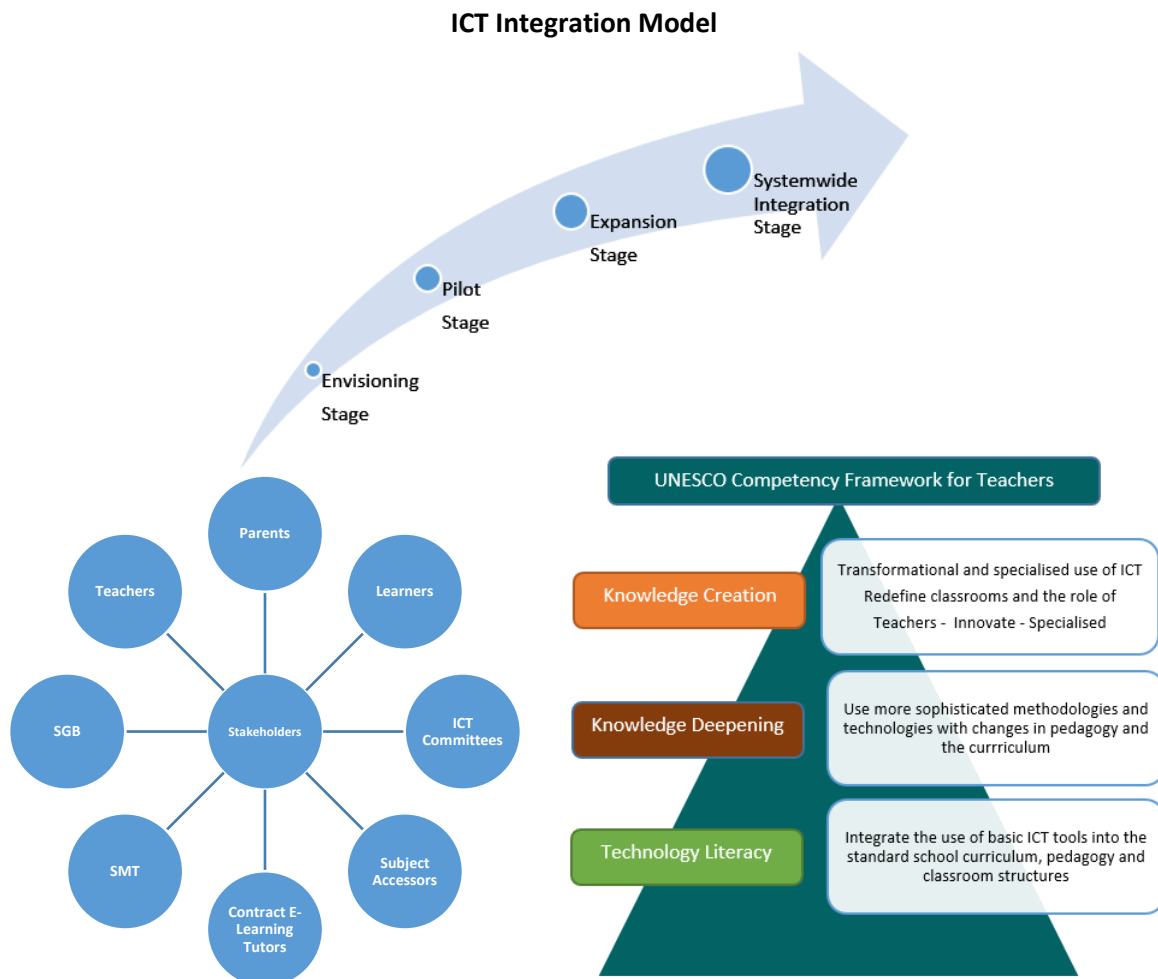 ICT Integration Model
Systemwide
Integration
Stage
Expansion
Stage
Pilot
Stage
Envisioning
Stage
Parents
Teachers
Learners
SGB
Stakeholders
ICT
Committees
SMT
Subject
Accessors
Contract E-
Learning
Tutors
UNESCO Competency Framework for Teachers
Knowledge Creation
Transformational and specialised use of ICT
Redefine classrooms and the role of
Teachers - Innovate - Specialised
Knowledge Deepening
Use more sophisticated methodologies and
technologies with changes in pedagogy and
the currriculum
Technology Literacy
Integrate the use of basic ICT tools into the
standard school curriculum, pedagogy and
classroom structures